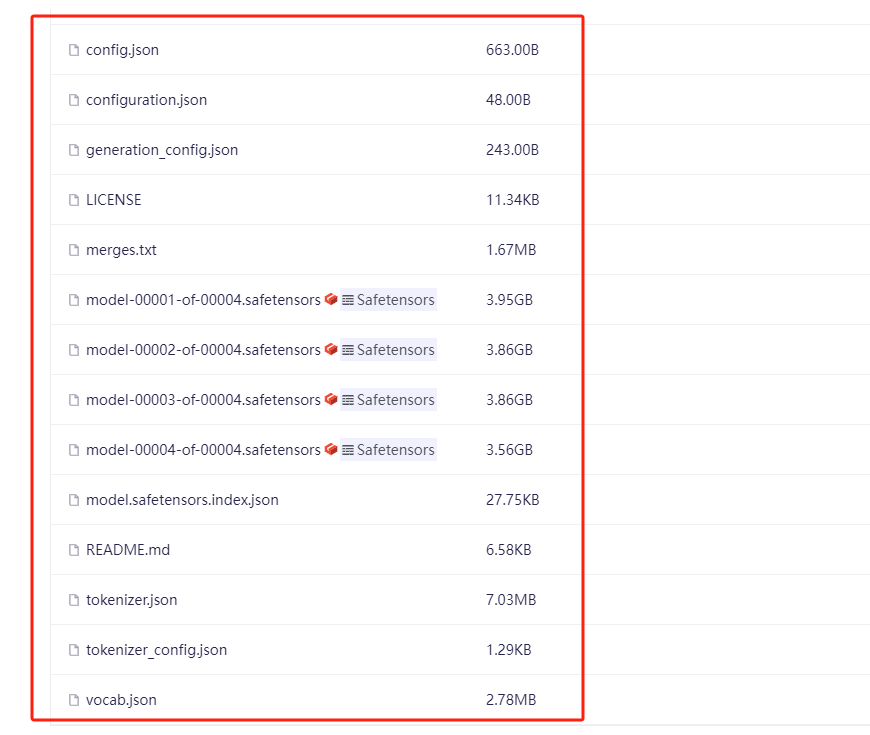 config.json 663.00B
configuration.json 48.00B
generation_config.json 243.00B
LICENSE 11.34KB
merges.txt 1.67MB
model-00001-of-00004.safetensors Safetensors 3.95GB
model-00002-of-00004.safetensors Safetensors 3.86GB
model-00003-of-00004.safetensors Safetensors 3.86GB
model-00004-of-00004.safetensors Safetensors 3.56GB
model.safetensors.index.json 27.75KB
README.md 6.58KB
tokenizer.json 7.03MB
tokenizer_config.json 1.29KB
vocab.json 2.78MB